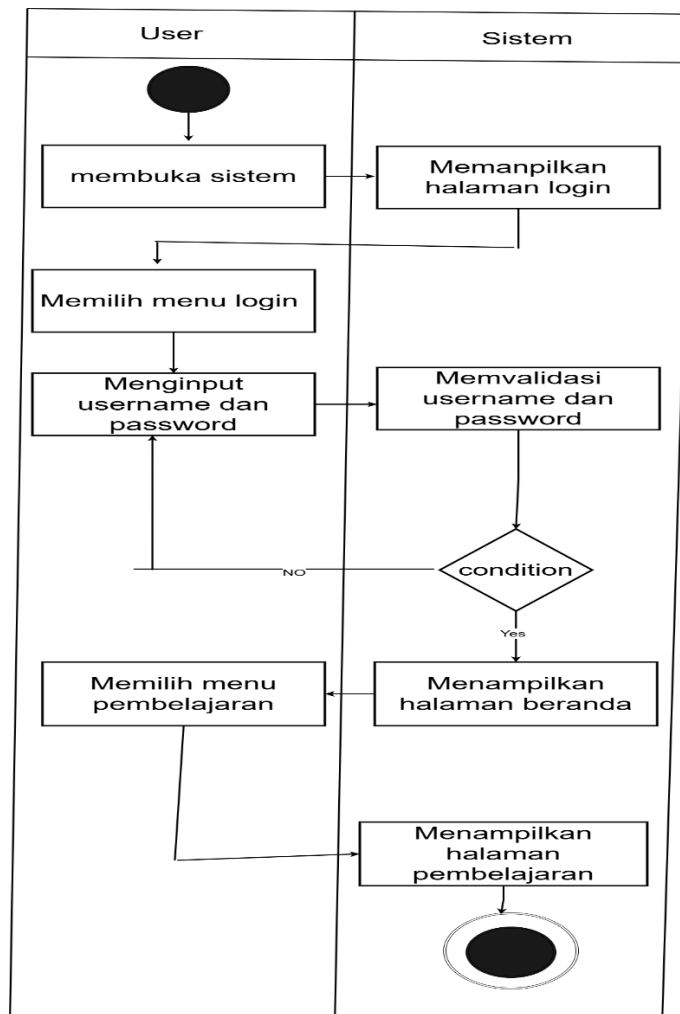 User
Sistem
membuka sistem
Memanpilkan
halaman login
Memilih menu login
Menginput
username dan
password
Memvalidasi
username dan
password
condition
NO
Yes
Menampilkan
halaman beranda
Memilih menu
pembelajaran
Menampilkan
halaman
pembelajaran